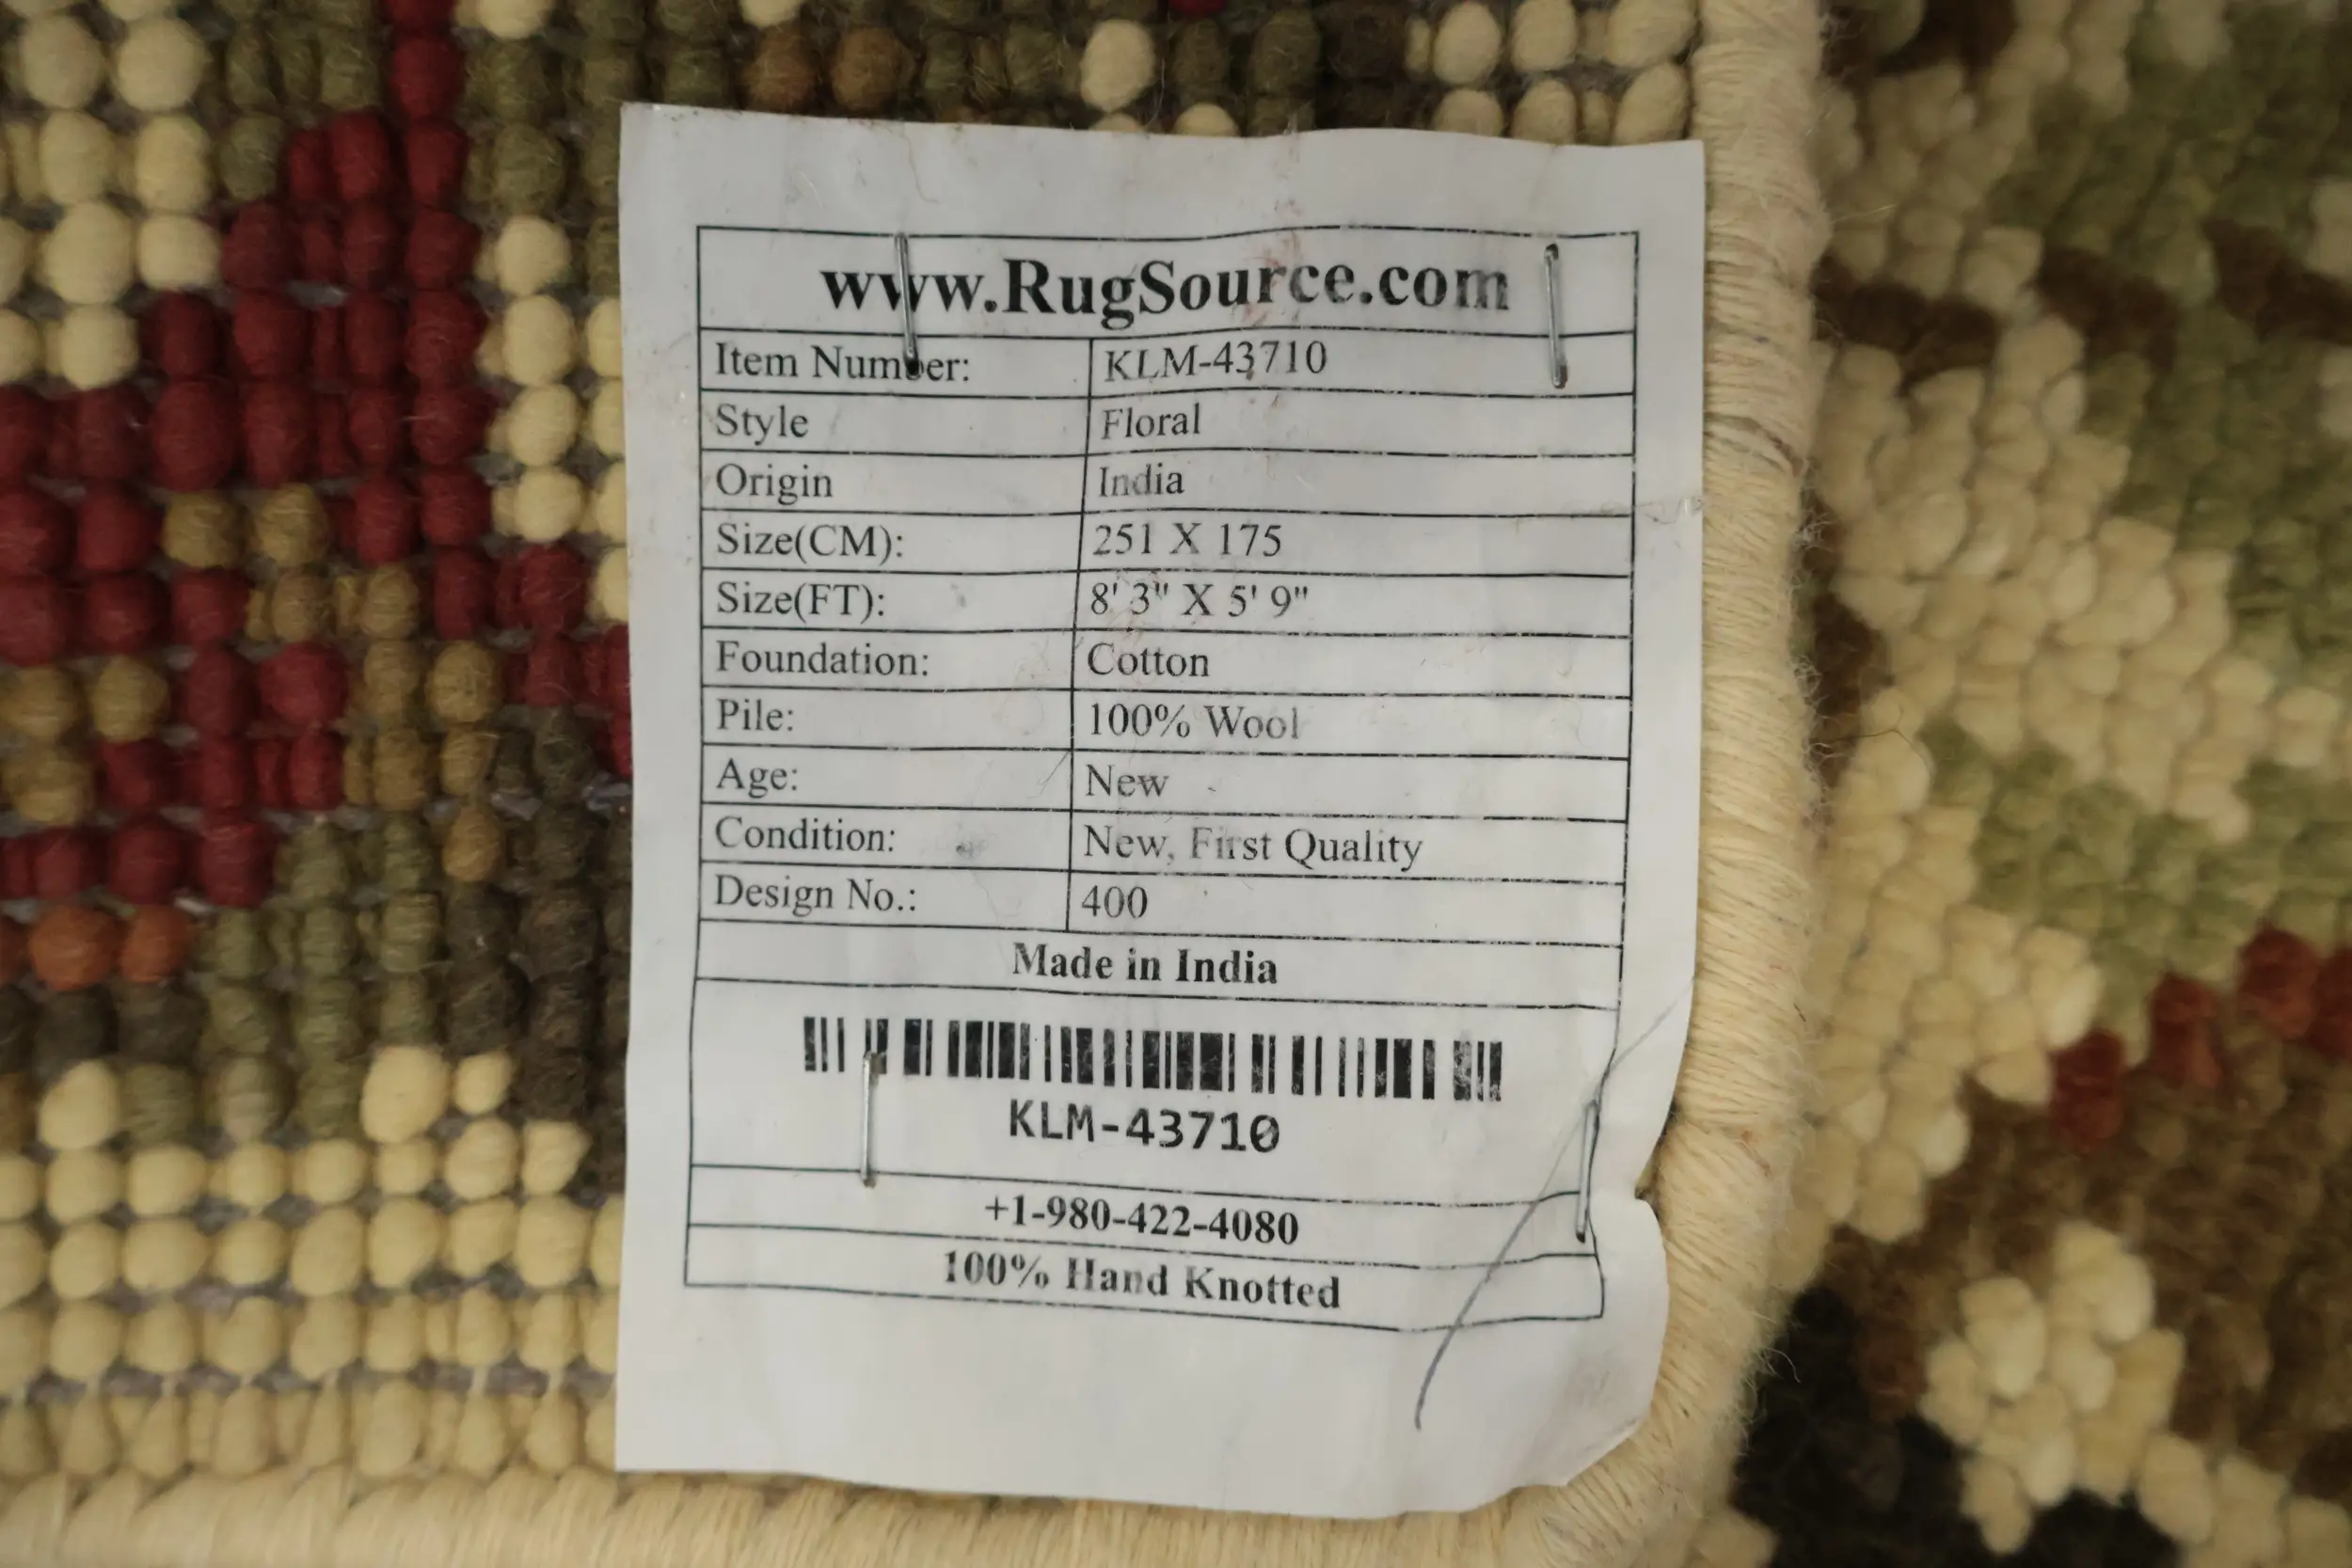 www.RugSource.com
Item Number: KLM-43710
Style Floral
Origin India
Size(CM): 251 X 175
Size(FT): 8' 3" X 5' 9"
Foundation: Cotton
Pile: 100% Wool
Age: New
Condition: New, First Quality
Design No.: 400
Made in India
KLM-43710
+1-980-422-4080
100% Hand Knotted